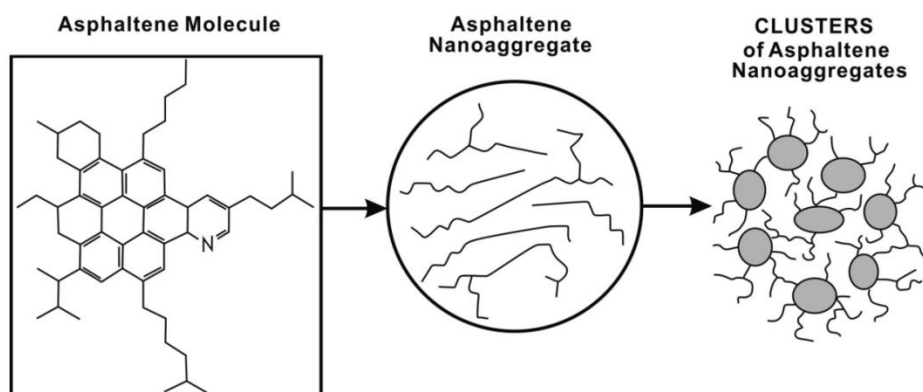 Asphaltene Molecule
Asphaltene
Nanoaggregate
CLUSTERS
of Asphaltene
Nanoaggregates
N